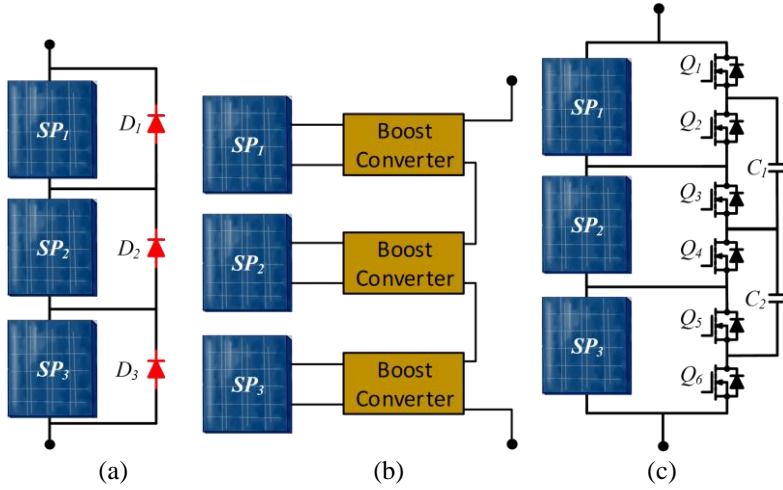 SP1
D1
SP2
D2
SP3
D3
(a)
SP1
Boost
Converter
SP2
Boost
Converter
SP3
Boost
Converter
(b)
SP1
SP2
SP3
Q1
Q2
Q3
Q4
Q5
Q6
C1
C2
(c)